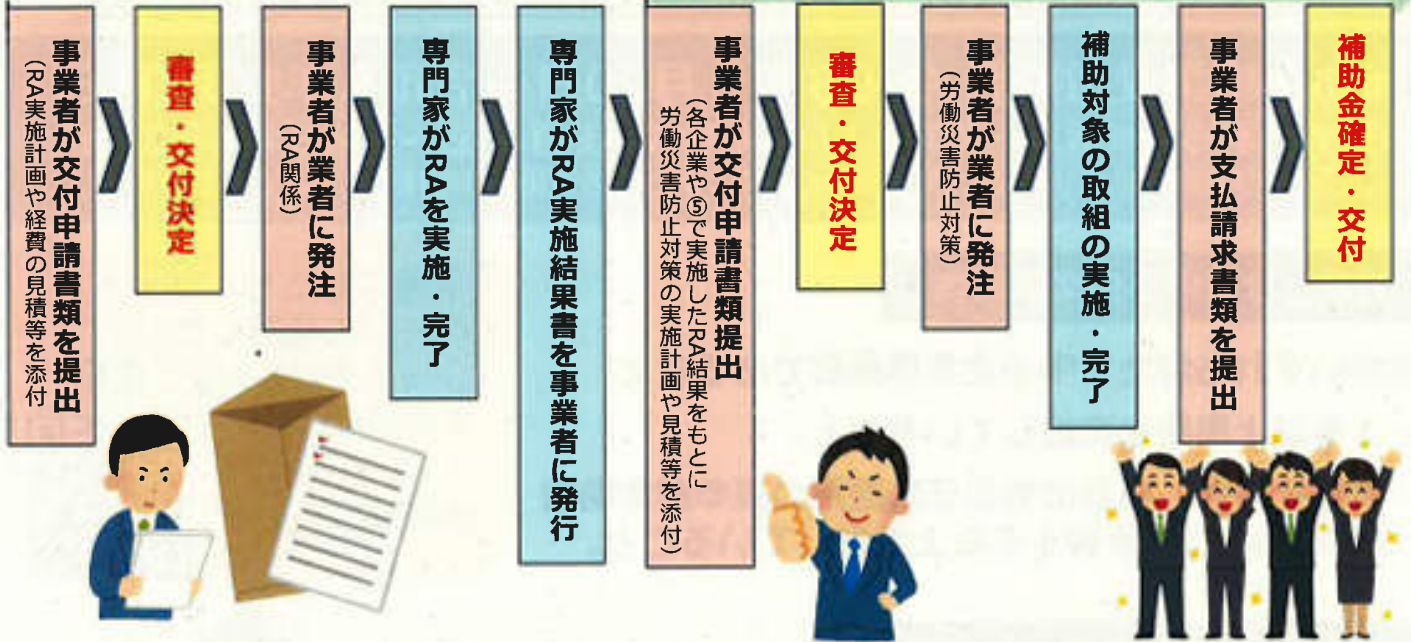 事業者が交付申請書類を提出
（RA実施計画や経費の見積等を添付
審査・交付決定
事業者が業者に発注
（RA関係）
専門家がRAを実施・完了
専門家がRA実施結果書を事業者に発行
事業者が交付申請書類提出
（各企業や⑤で実施したRA結果をもとに
労働災害防止対策の実施計画や見積等を添付）
審査・交付決定
事業者が業者に発注
（労働災害防止対策）
補助対象の取組の実施・完了
事業者が支払請求書類を提出
補助金確定・交付